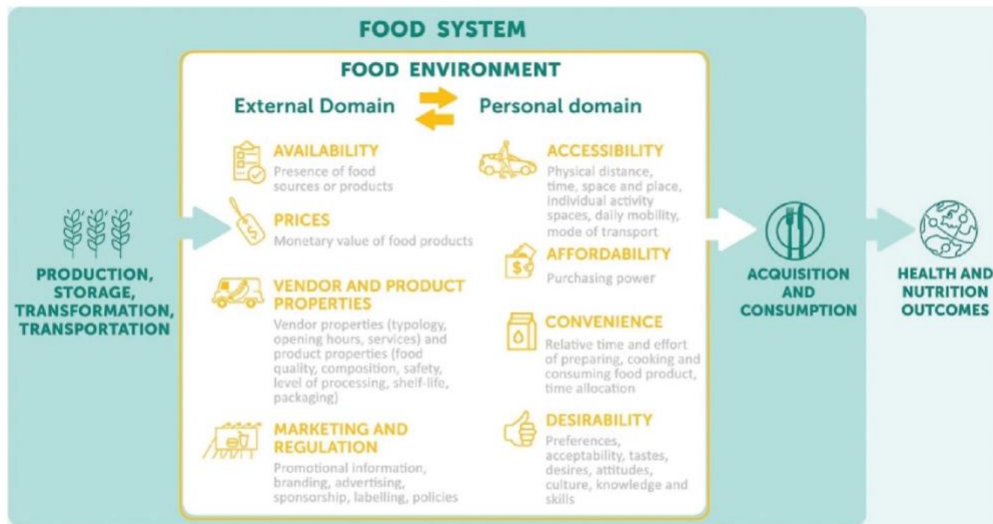 FOOD SYSTEM
FOOD ENVIRONMENT
External Domain
Personal domain
PRODUCTION,
STORAGE,
TRANSFORMATION,
TRANSPORTATION
AVAILABILITY
Presence of food
sources or products
PRICES
Monetary value of food products
VENDOR AND PRODUCT
PROPERTIES
Vendor properties (typology,
opening hours, services) and
product properties (food
quality, composition, safety,
level of processing, shelf-life,
packaging)
MARKETING AND
REGULATION
Promotional information,
branding, advertising,
sponsorship, labelling, policies
ACCESSIBILITY
Physical distance,
time, space and place,
individual activity
spaces, daily mobility,
mode of transport
AFFORDABILITY
Purchasing power
CONVENIENCE
Relative time and effort
of preparing, cooking and
consuming food product,
time allocation
DESIRABILITY
Preferences,
acceptability, tastes,
desires, attitudes,
culture, knowledge and
skills
ACQUISITION
AND
CONSUMPTION
HEALTH AND
NUTRITION
OUTCOMES